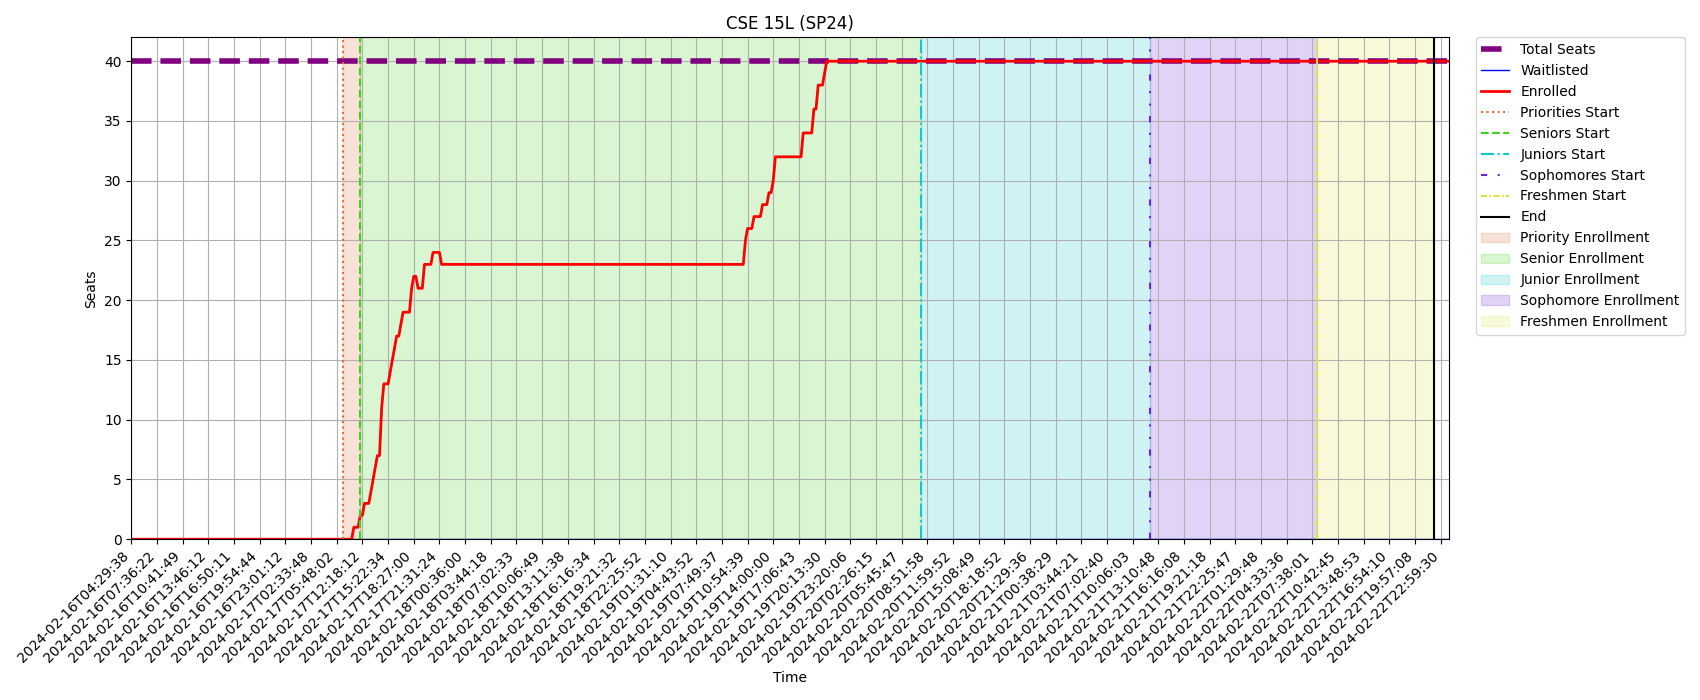 CSE 15L (SP24)
Seats
40
35
30
25
20
15
10
5
0
2024-02-16T04:29:38
2024-02-16T07:36:22
2024-02-16T10:41:49
2024-02-16T13:46:12
2024-02-16T16:50:11
2024-02-16T19:54:44
2024-02-16T23:01:12
2024-02-17T02:33:48
2024-02-17T05:48:02
2024-02-17T12:18:12
2024-02-17T15:22:34
2024-02-17T18:27:00
2024-02-17T21:31:24
2024-02-18T00:36:00
2024-02-18T03:44:18
2024-02-18T07:02:33
2024-02-18T10:06:49
2024-02-18T13:11:38
2024-02-18T16:16:34
2024-02-18T19:21:32
2024-02-18T22:25:52
2024-02-19T01:31:10
2024-02-19T04:43:52
2024-02-19T07:49:37
2024-02-19T10:54:39
2024-02-19T14:00:00
2024-02-19T17:06:43
2024-02-19T20:13:30
2024-02-19T23:20:06
2024-02-20T02:26:15
2024-02-20T05:45:47
2024-02-20T08:51:58
2024-02-20T11:59:52
2024-02-20T15:08:49
2024-02-20T18:18:52
2024-02-20T21:29:36
2024-02-21T00:38:29
2024-02-21T03:44:21
2024-02-21T07:02:40
2024-02-21T10:06:03
2024-02-21T13:10:48
2024-02-21T16:16:08
2024-02-21T19:21:18
2024-02-21T22:25:47
2024-02-22T01:29:48
2024-02-22T04:33:36
2024-02-22T07:38:01
2024-02-22T10:42:45
2024-02-22T13:48:53
2024-02-22T16:54:10
2024-02-22T19:57:08
2024-02-22T22:59:30
Time
Total Seats
Waitlisted
Enrolled
Priorities Start
Seniors Start
Juniors Start
Sophomores Start
Freshmen Start
End
Priority Enrollment
Senior Enrollment
Junior Enrollment
Sophomore Enrollment
Freshmen Enrollment